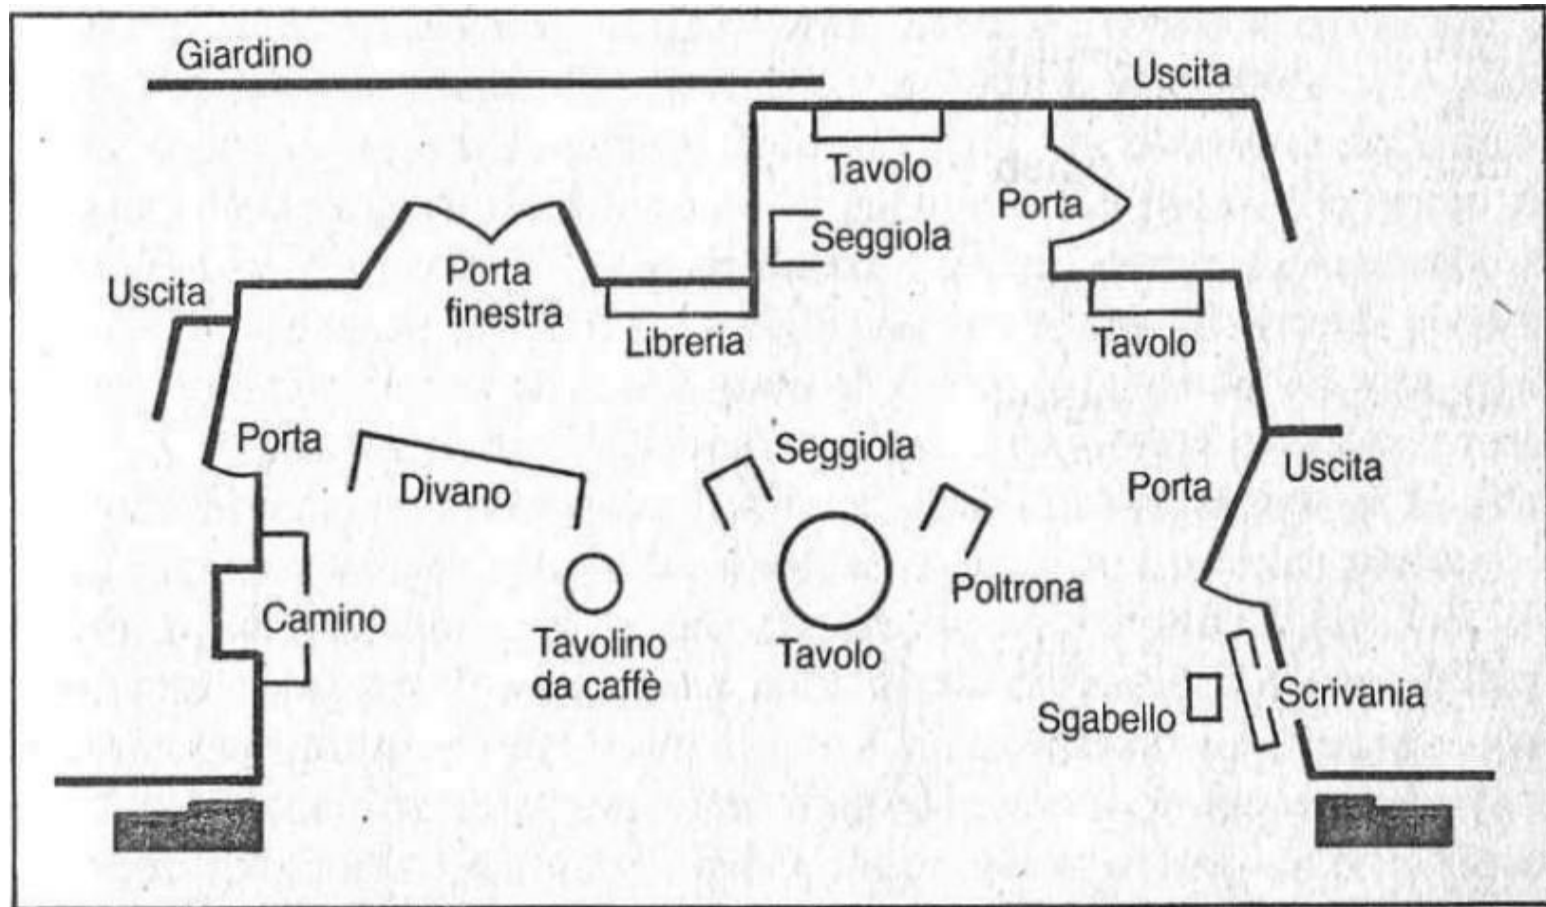 Giardino
Uscita
Tavolo
Porta
Seggiola
Porta
finestra
Uscita
Libreria
Tavolo
Porta
Divano
Seggiola
Porta
Uscita
Camino
Tavolino
da caffè
Tavolo
Poltrona
Sgabello
Scrivania